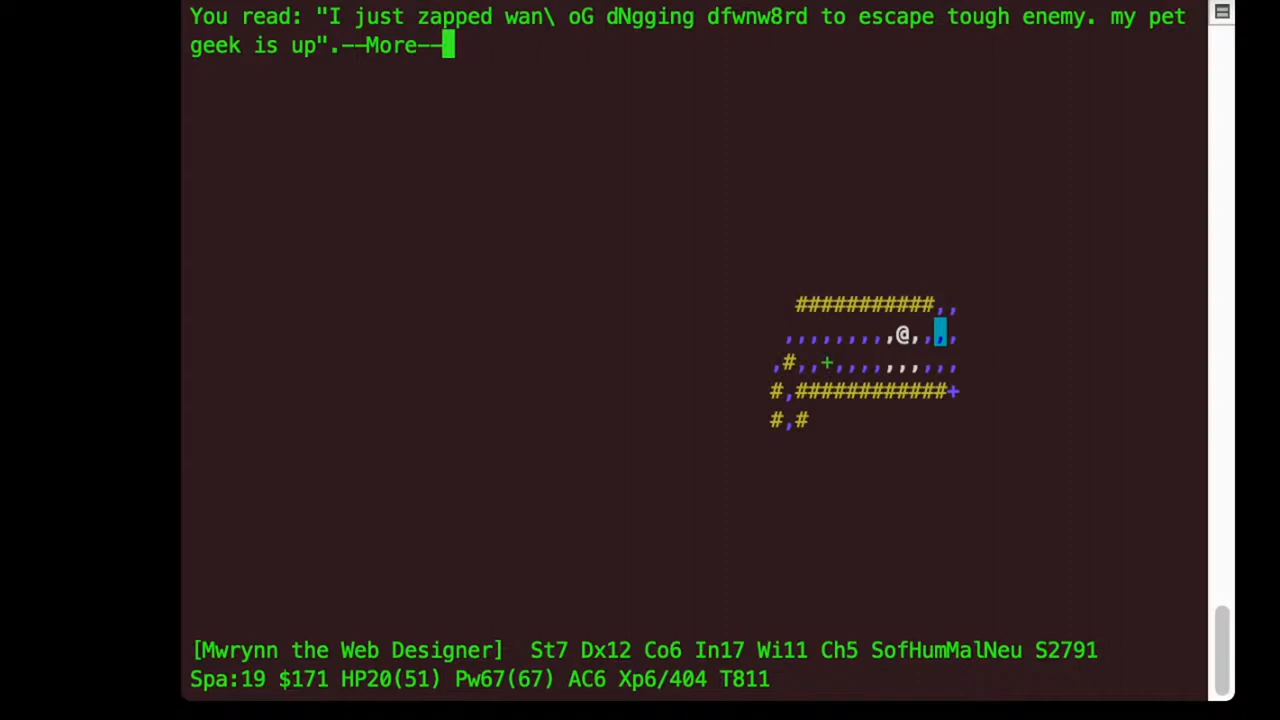 You read: "I just zapped wan\ oG dNgging dfwnw8rd to escape tough enemy. my pet
geek is up".--More--
###########,,
,,,,,,,,,@,,,,
,#,,+,,,,,,,,,,
#,############+
#,#
[Mwrynn the Web Designer] St7 Dx12 Co6 In17 Wi11 Ch5 SofHumMalNeu S2791
Spa:19 $171 HP20(51) Pw67(67) AC6 Xp6/404 T811